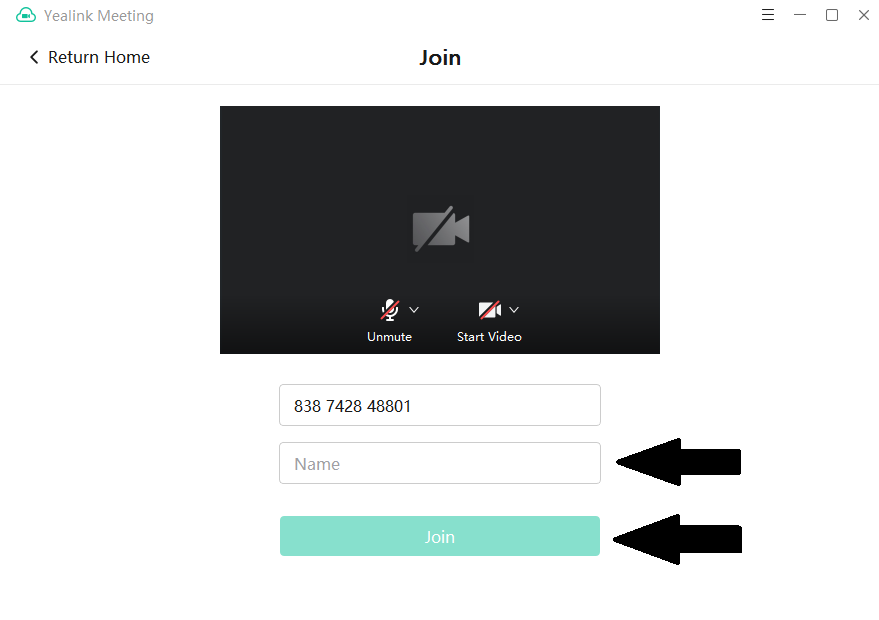 Yealink Meeting
Return Home
Join
Unmute
Start Video
838 7428 48801
Name
Join